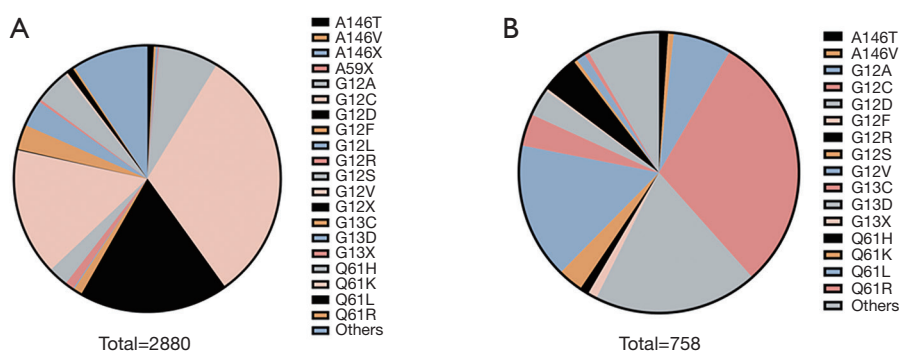 A
A146T
A146V
A146X
A59X
G12A
G12C
G12D
G12F
G12L
G12R
G12S
G12V
G12X
G13C
G13D
G13X
Q61H
Q61K
Q61L
Q61R
Others
Total=2880
B
A146T
A146V
G12A
G12C
G12D
G12F
G12R
G12S
G12V
G13C
G13D
G13X
Q61H
Q61K
Q61L
Q61R
Others
Total=758